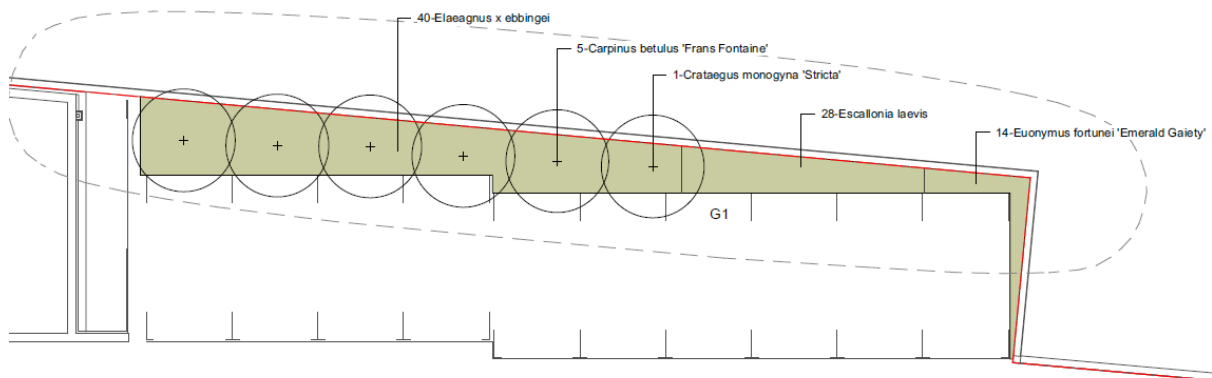 40-Elaeagnus x ebbingei
5-Carpinus betulus 'Frans Fontaine'
1-Crataegus monogyna 'Stricta'
28-Escallonia laevis
14-Euonymus fortunei 'Emerald Gaiety'
G1